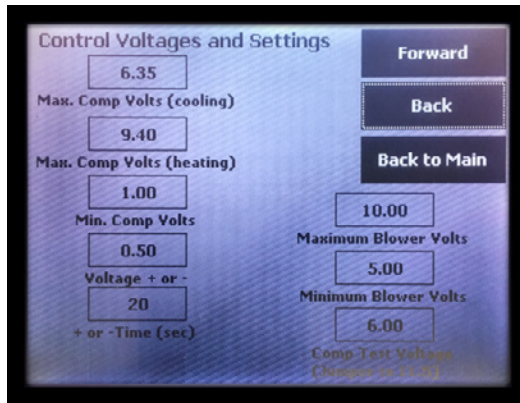 Control Voltages and Settings
6.35
Max. Comp Volts (cooling)
9.40
Max. Comp Volts (heating)
1.00
Min. Comp Volts
0.50
Voltage + or -
20
+ or -Time (sec)
Forward
Back
Back to Main
10.00
Maximum Blower Volts
5.00
Minimum Blower Volts
6.00
Comp Test Voltage